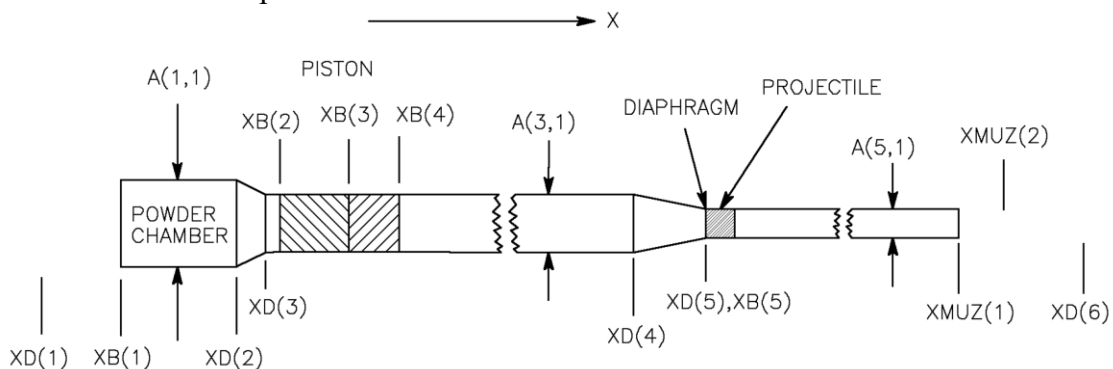 X
PISTON
PROJECTILE
DIAPHRAGM
A(1,1)
XB(2)
XB(3)
XB(4)
A(3,1)
A(5,1)
XMUZ(2)
POWDER
CHAMBER
XD(3)
XD(4)
XD(5),XB(5)
XMUZ(1)
XD(6)
XD(1)
XB(1)
XD(2)